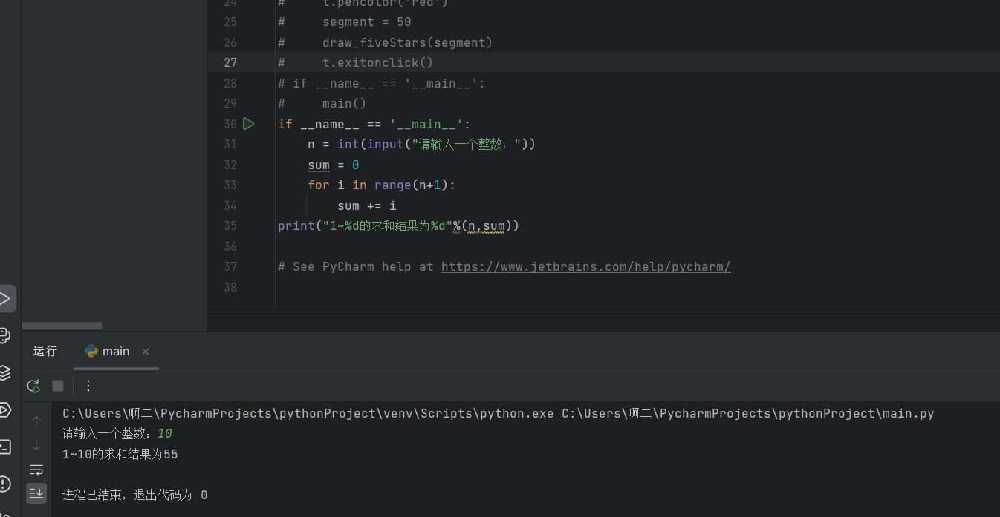 24 #     t.pencolor('red')
25 #     segment = 50
26 #     draw_fiveStars(segment)
27 #     t.exitonclick()
28 # if __name__ == '__main__':
29 #     main()
30 if __name__ == '__main__':
31     n = int(input("请输入一个整数："))
32     sum = 0
33     for i in range(n+1):
34         sum += i
35 print("1~%d的求和结果为%d"%(n,sum))
36
37 # See PyCharm help at https://www.jetbrains.com/help/pycharm/
38
运行 main
C:\Users\啊二\PycharmProjects\pythonProject\venv\Scripts\python.exe C:\Users\啊二\PycharmProjects\pythonProject\main.py
请输入一个整数：10
1~10的求和结果为55
进程已结束，退出代码为 0